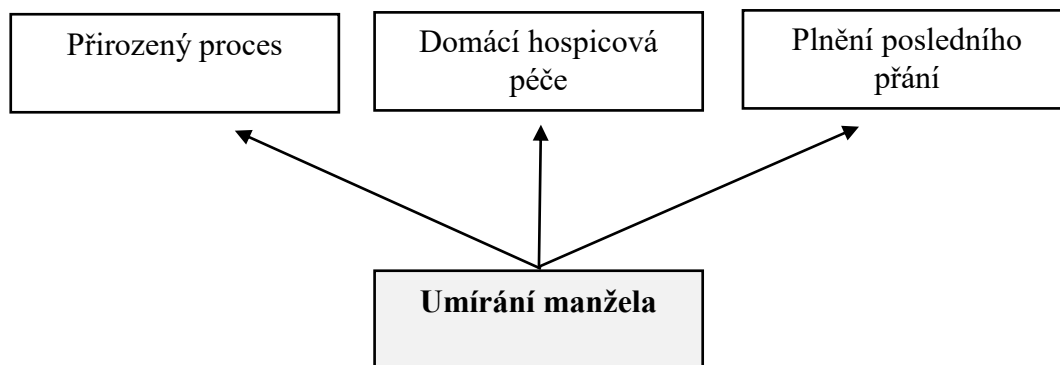 Přirozený proces
Domácí hospicová
péče
Plnění posledního
přání
Umírání manžela